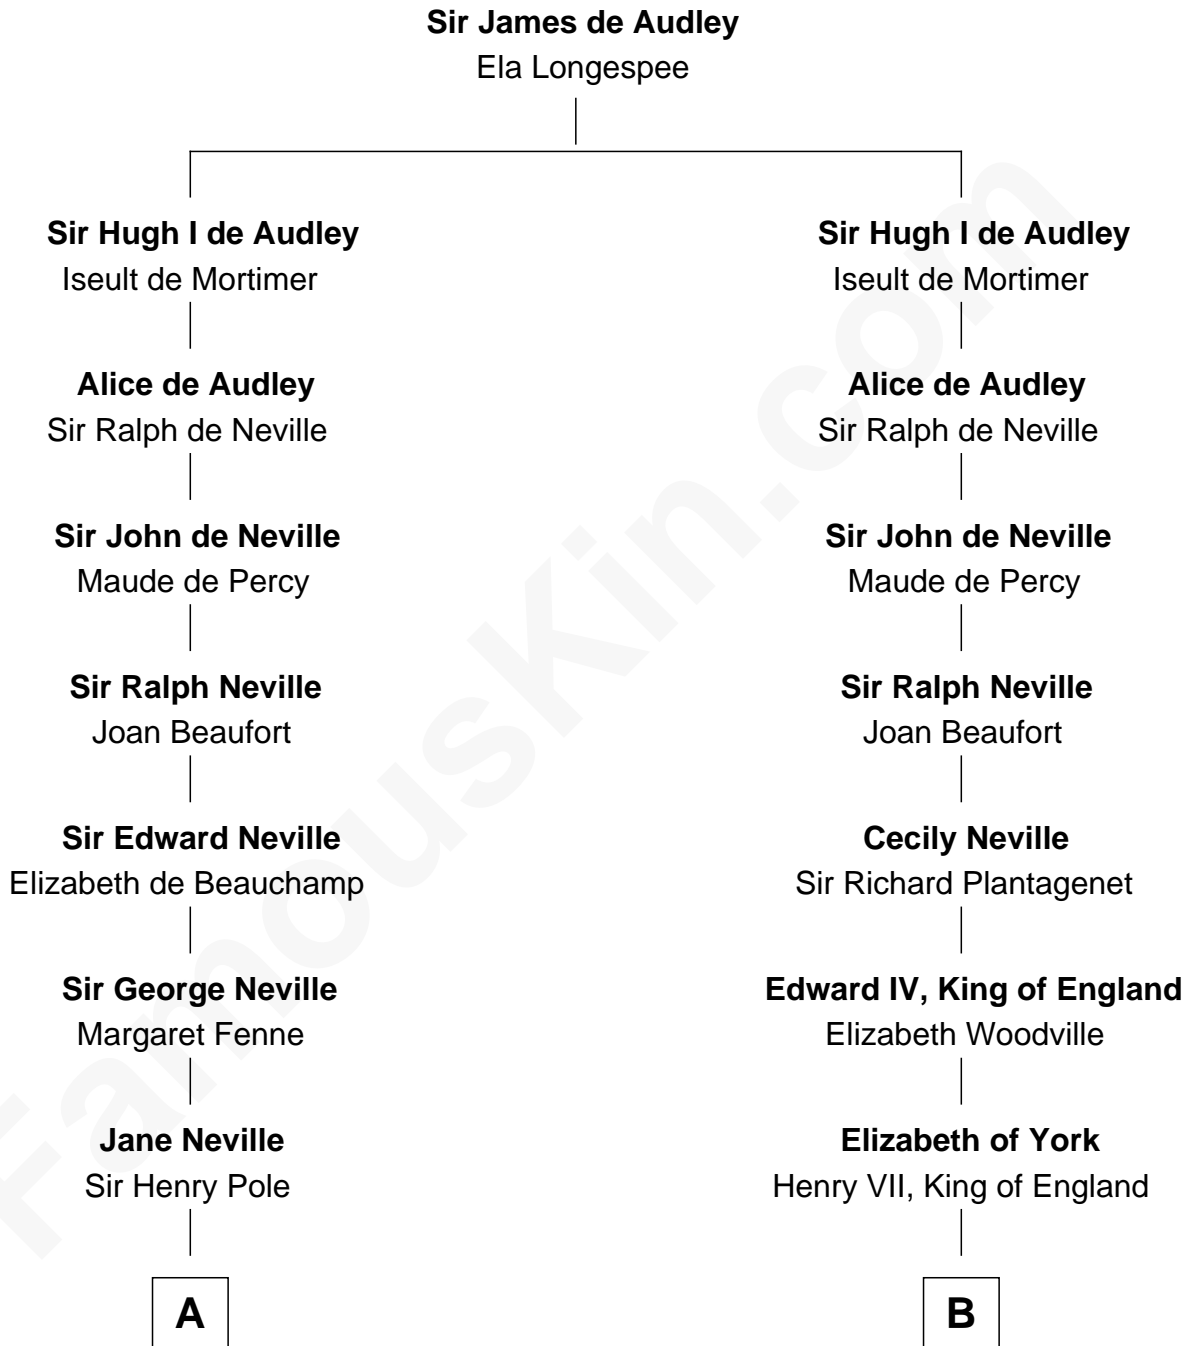 Sir James de Audley
Ela Longespee
Sir Hugh I de Audley
Iseult de Mortimer
Sir Hugh I de Audley
Iseult de Mortimer
Alice de Audley
Sir Ralph de Neville
Alice de Audley
Sir Ralph de Neville
Sir John de Neville
Maude de Percy
Sir John de Neville
Maude de Percy
Sir Ralph Neville
Joan Beaufort
Sir Ralph Neville
Joan Beaufort
Sir Edward Neville
Elizabeth de Beauchamp
Cecily Neville
Sir Richard Plantagenet
Sir George Neville
Margaret Fenne
Edward IV, King of England
Elizabeth Woodville
Jane Neville
Sir Henry Pole
Elizabeth of York
Henry VII, King of England
A
B
FamousKin.com